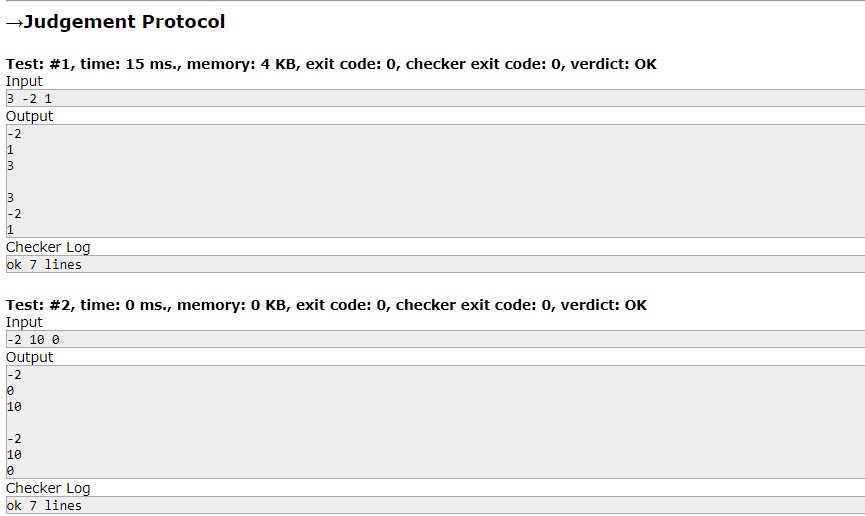 →Judgement Protocol
Test: #1, time: 15 ms., memory: 4 KB, exit code: 0, checker exit code: 0, verdict: OK
Input
3 -2 1
Output
-2
1
3

3
-2
1
Checker Log
ok 7 lines
Test: #2, time: 0 ms., memory: 0 KB, exit code: 0, checker exit code: 0, verdict: OK
Input
-2 10 0
Output
-2
0
10

-2
10
0
Checker Log
ok 7 lines